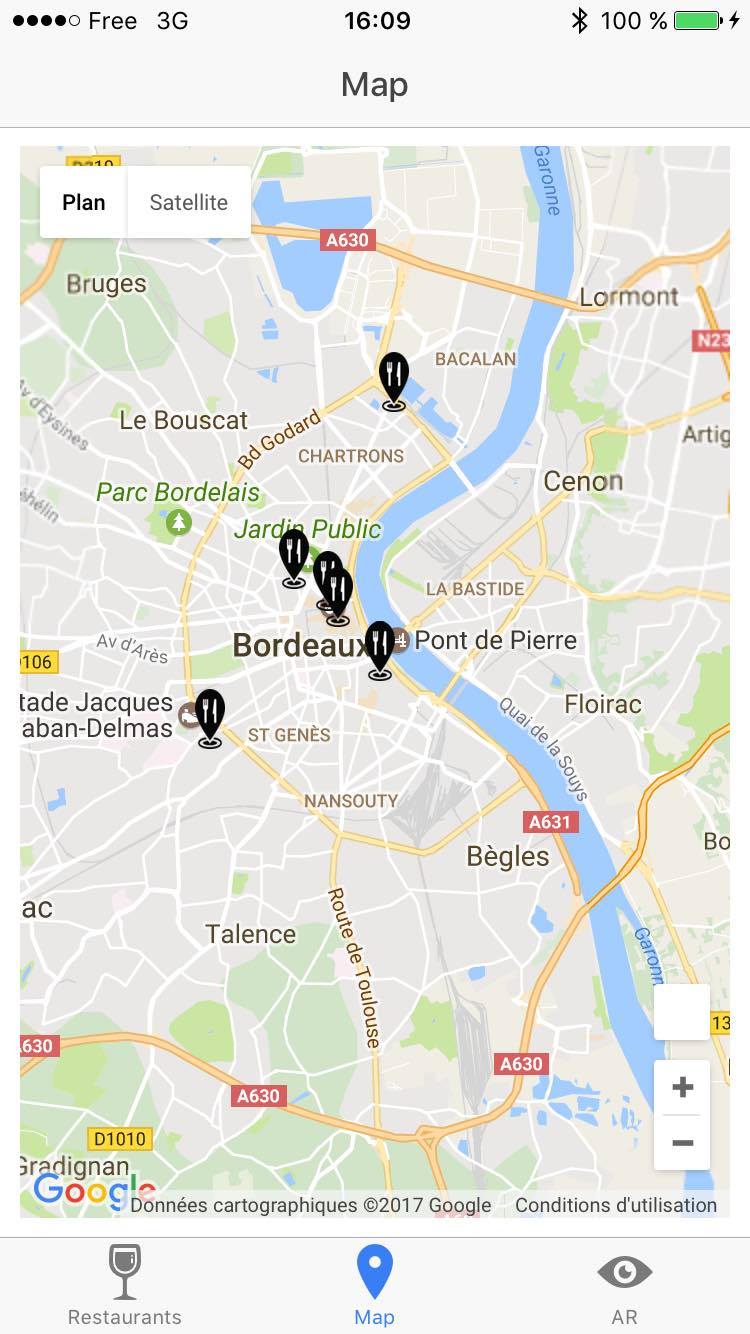 Free 3G 16:09 100 %
Map
Plan Satellite
A630
Garonne
Bruges
Lormont
N23
BACALAN
Av d'Eysines
Le Bouscat
Bd Godard
CHARTRONS
Artig
Cenon
Parc Bordelais
Jardin Public
LA BASTIDE
Av d'Arès
Bordeaux
Pont de Pierre
106
tade Jacques
aban-Delmas
Floirac
Quai de la Souys
ST GENÈS
NANSOUTY
A631
Bo
Bègles
ac
Talence
Route de Toulouse
Garonn
13
630
A630
A630
D1010
Gradignan
Google
Données cartographiques ©2017 Google Conditions d'utilisation
Restaurants Map AR